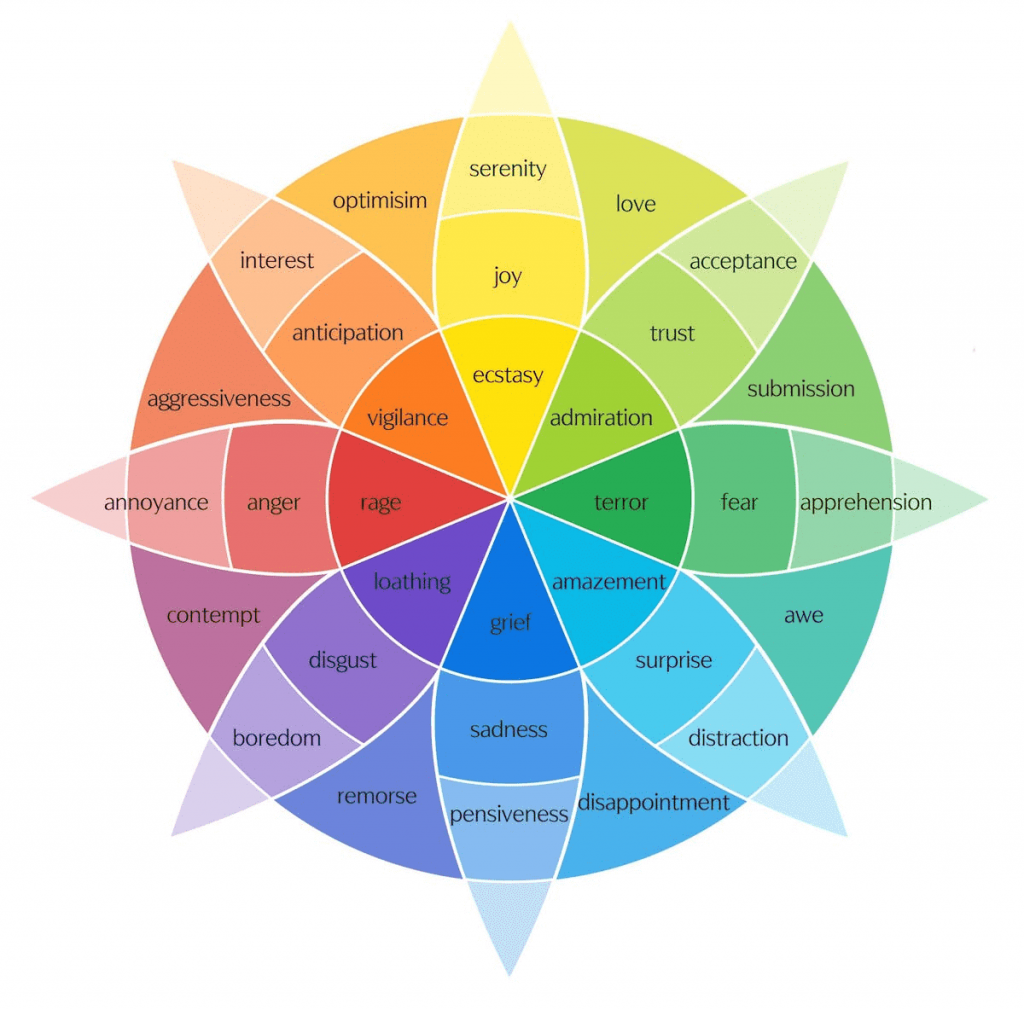 serenity
optimisim
love
interest
acceptance
joy
anticipation
trust
ecstasy
submission
aggressiveness
vigilance
admiration
annoyance
anger
rage
terror
fear
apprehension
loathing
amazement
contempt
grief
awe
disgust
surprise
sadness
boredom
distraction
remorse
disappointment
pensiveness